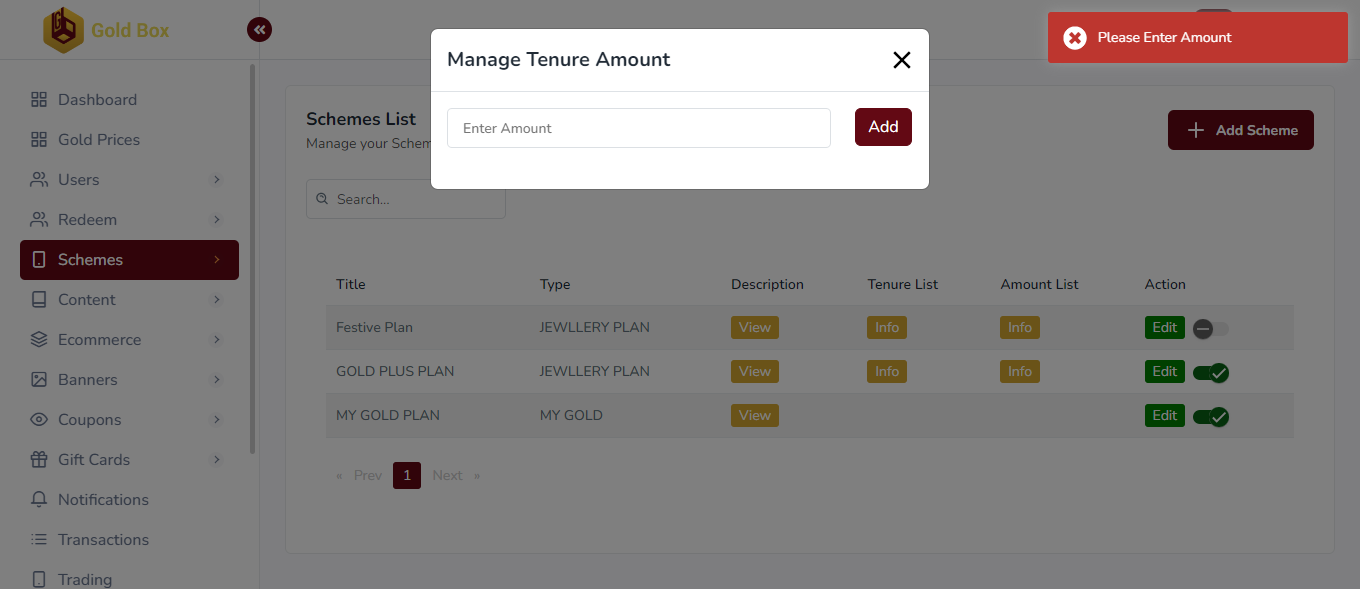 Gold Box
Dashboard
Gold Prices
Users
Redeem
Schemes
Content
Ecommerce
Banners
Coupons
Gift Cards
Notifications
Transactions
Trading
Manage Tenure Amount
Enter Amount
Add
Please Enter Amount
Schemes List
Manage your Schem
Add Scheme
Search...
Title Type Description Tenure List Amount List Action
Festive Plan JEWLLERY PLAN View Info Info Edit
GOLD PLUS PLAN JEWLLERY PLAN View Info Info Edit
MY GOLD PLAN MY GOLD View Edit
« Prev 1 Next »